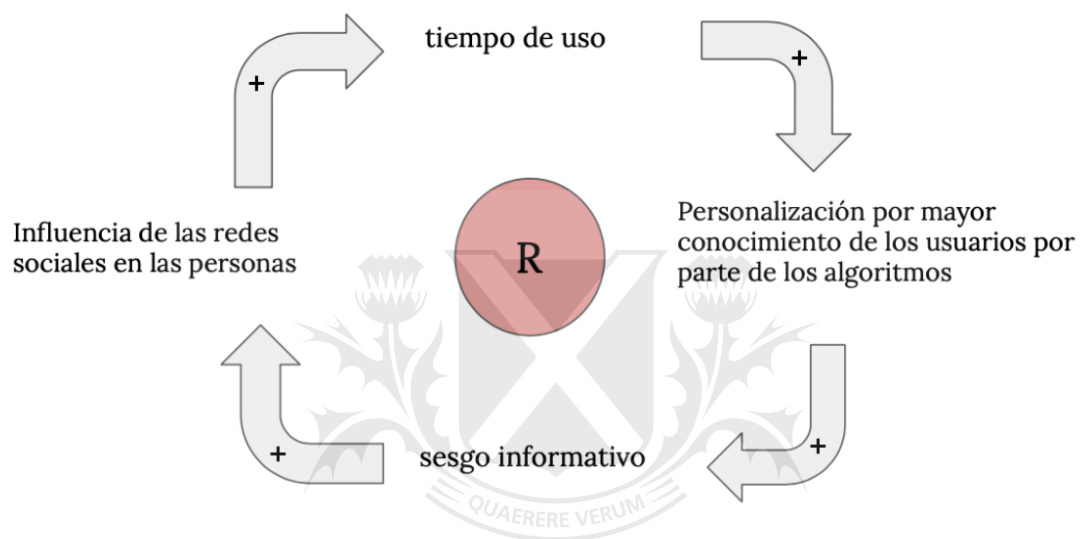 tiempo de uso
+
+
Influencia de las redes
sociales en las personas
R
Personalización por mayor
conocimiento de los usuarios por
parte de los algoritmos
+
sesgo informativo
+
QUAERERE VERUM